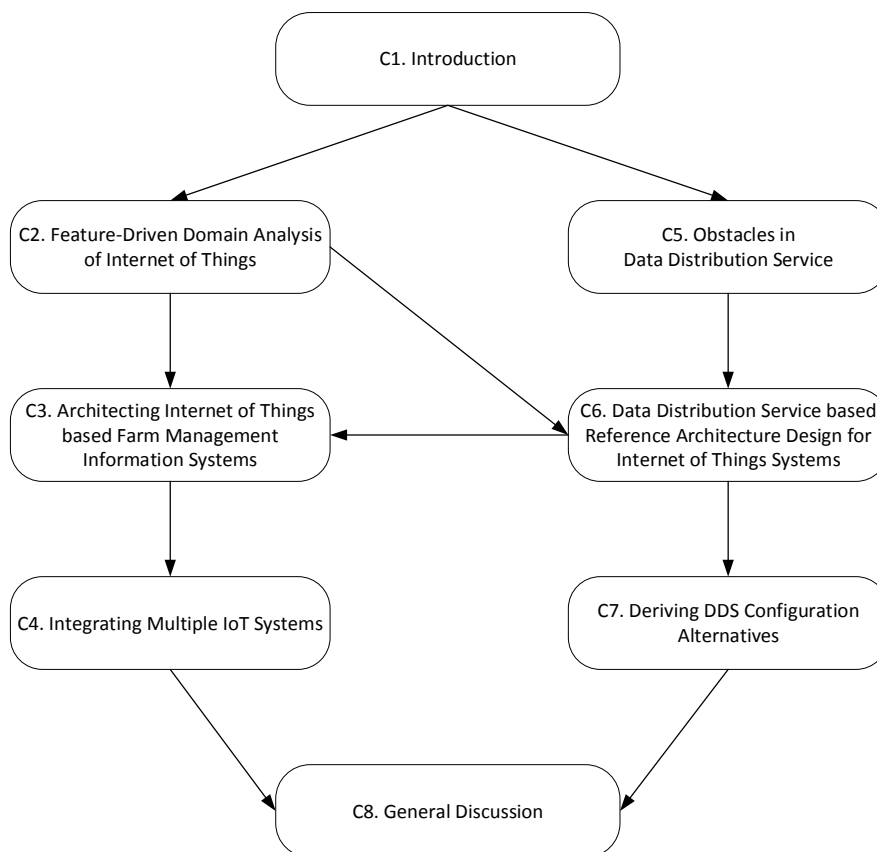 C1. Introduction
C2. Feature-Driven Domain Analysis
of Internet of Things
C5. Obstacles in
Data Distribution Service
C3. Architecting Internet of Things
based Farm Management
Information Systems
C6. Data Distribution Service based
Reference Architecture Design for
Internet of Things Systems
C4. Integrating Multiple IoT Systems
C7. Deriving DDS Configuration
Alternatives
C8. General Discussion